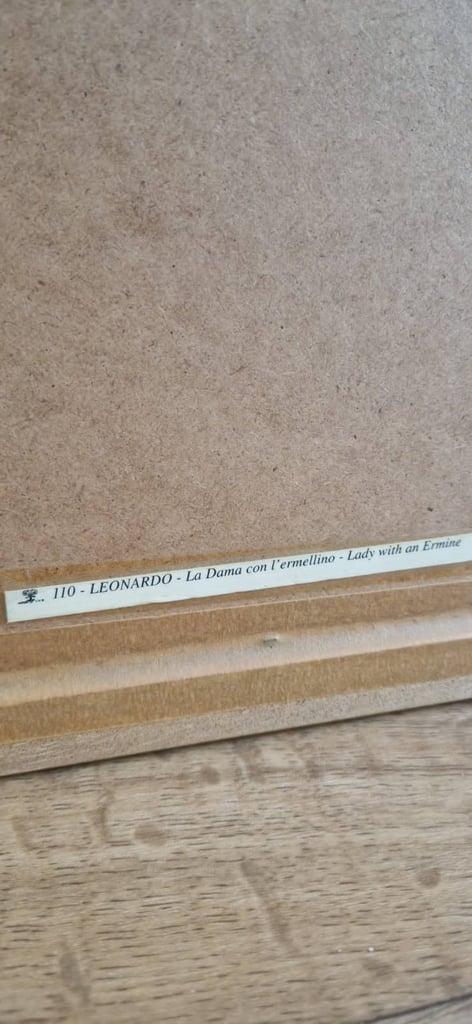 110 - LEONARDO - La Dama con l'ermellino - Lady with an Ermine